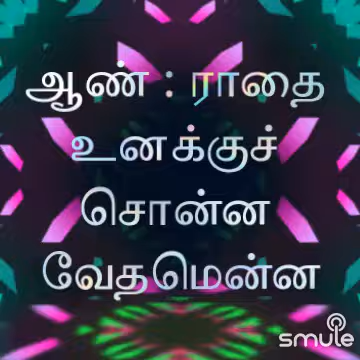 ஆண் : ராதை
உனக்குச்
சொன்ன
வேதமென்ன
smule